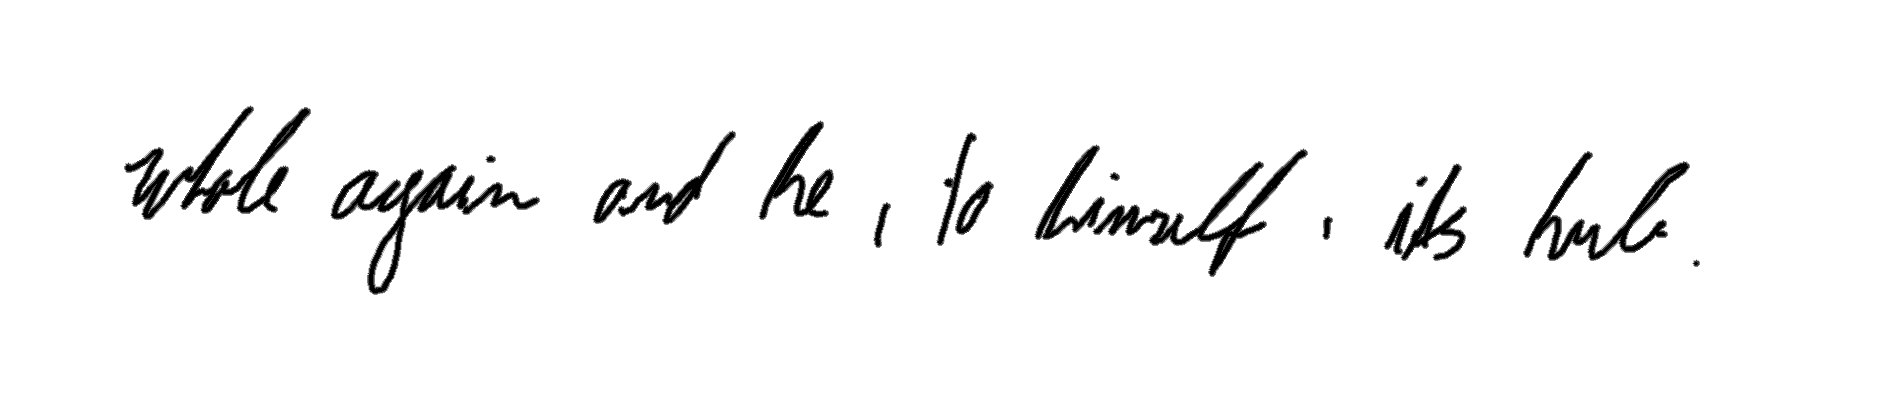 whole again and he, to himself, its hub.